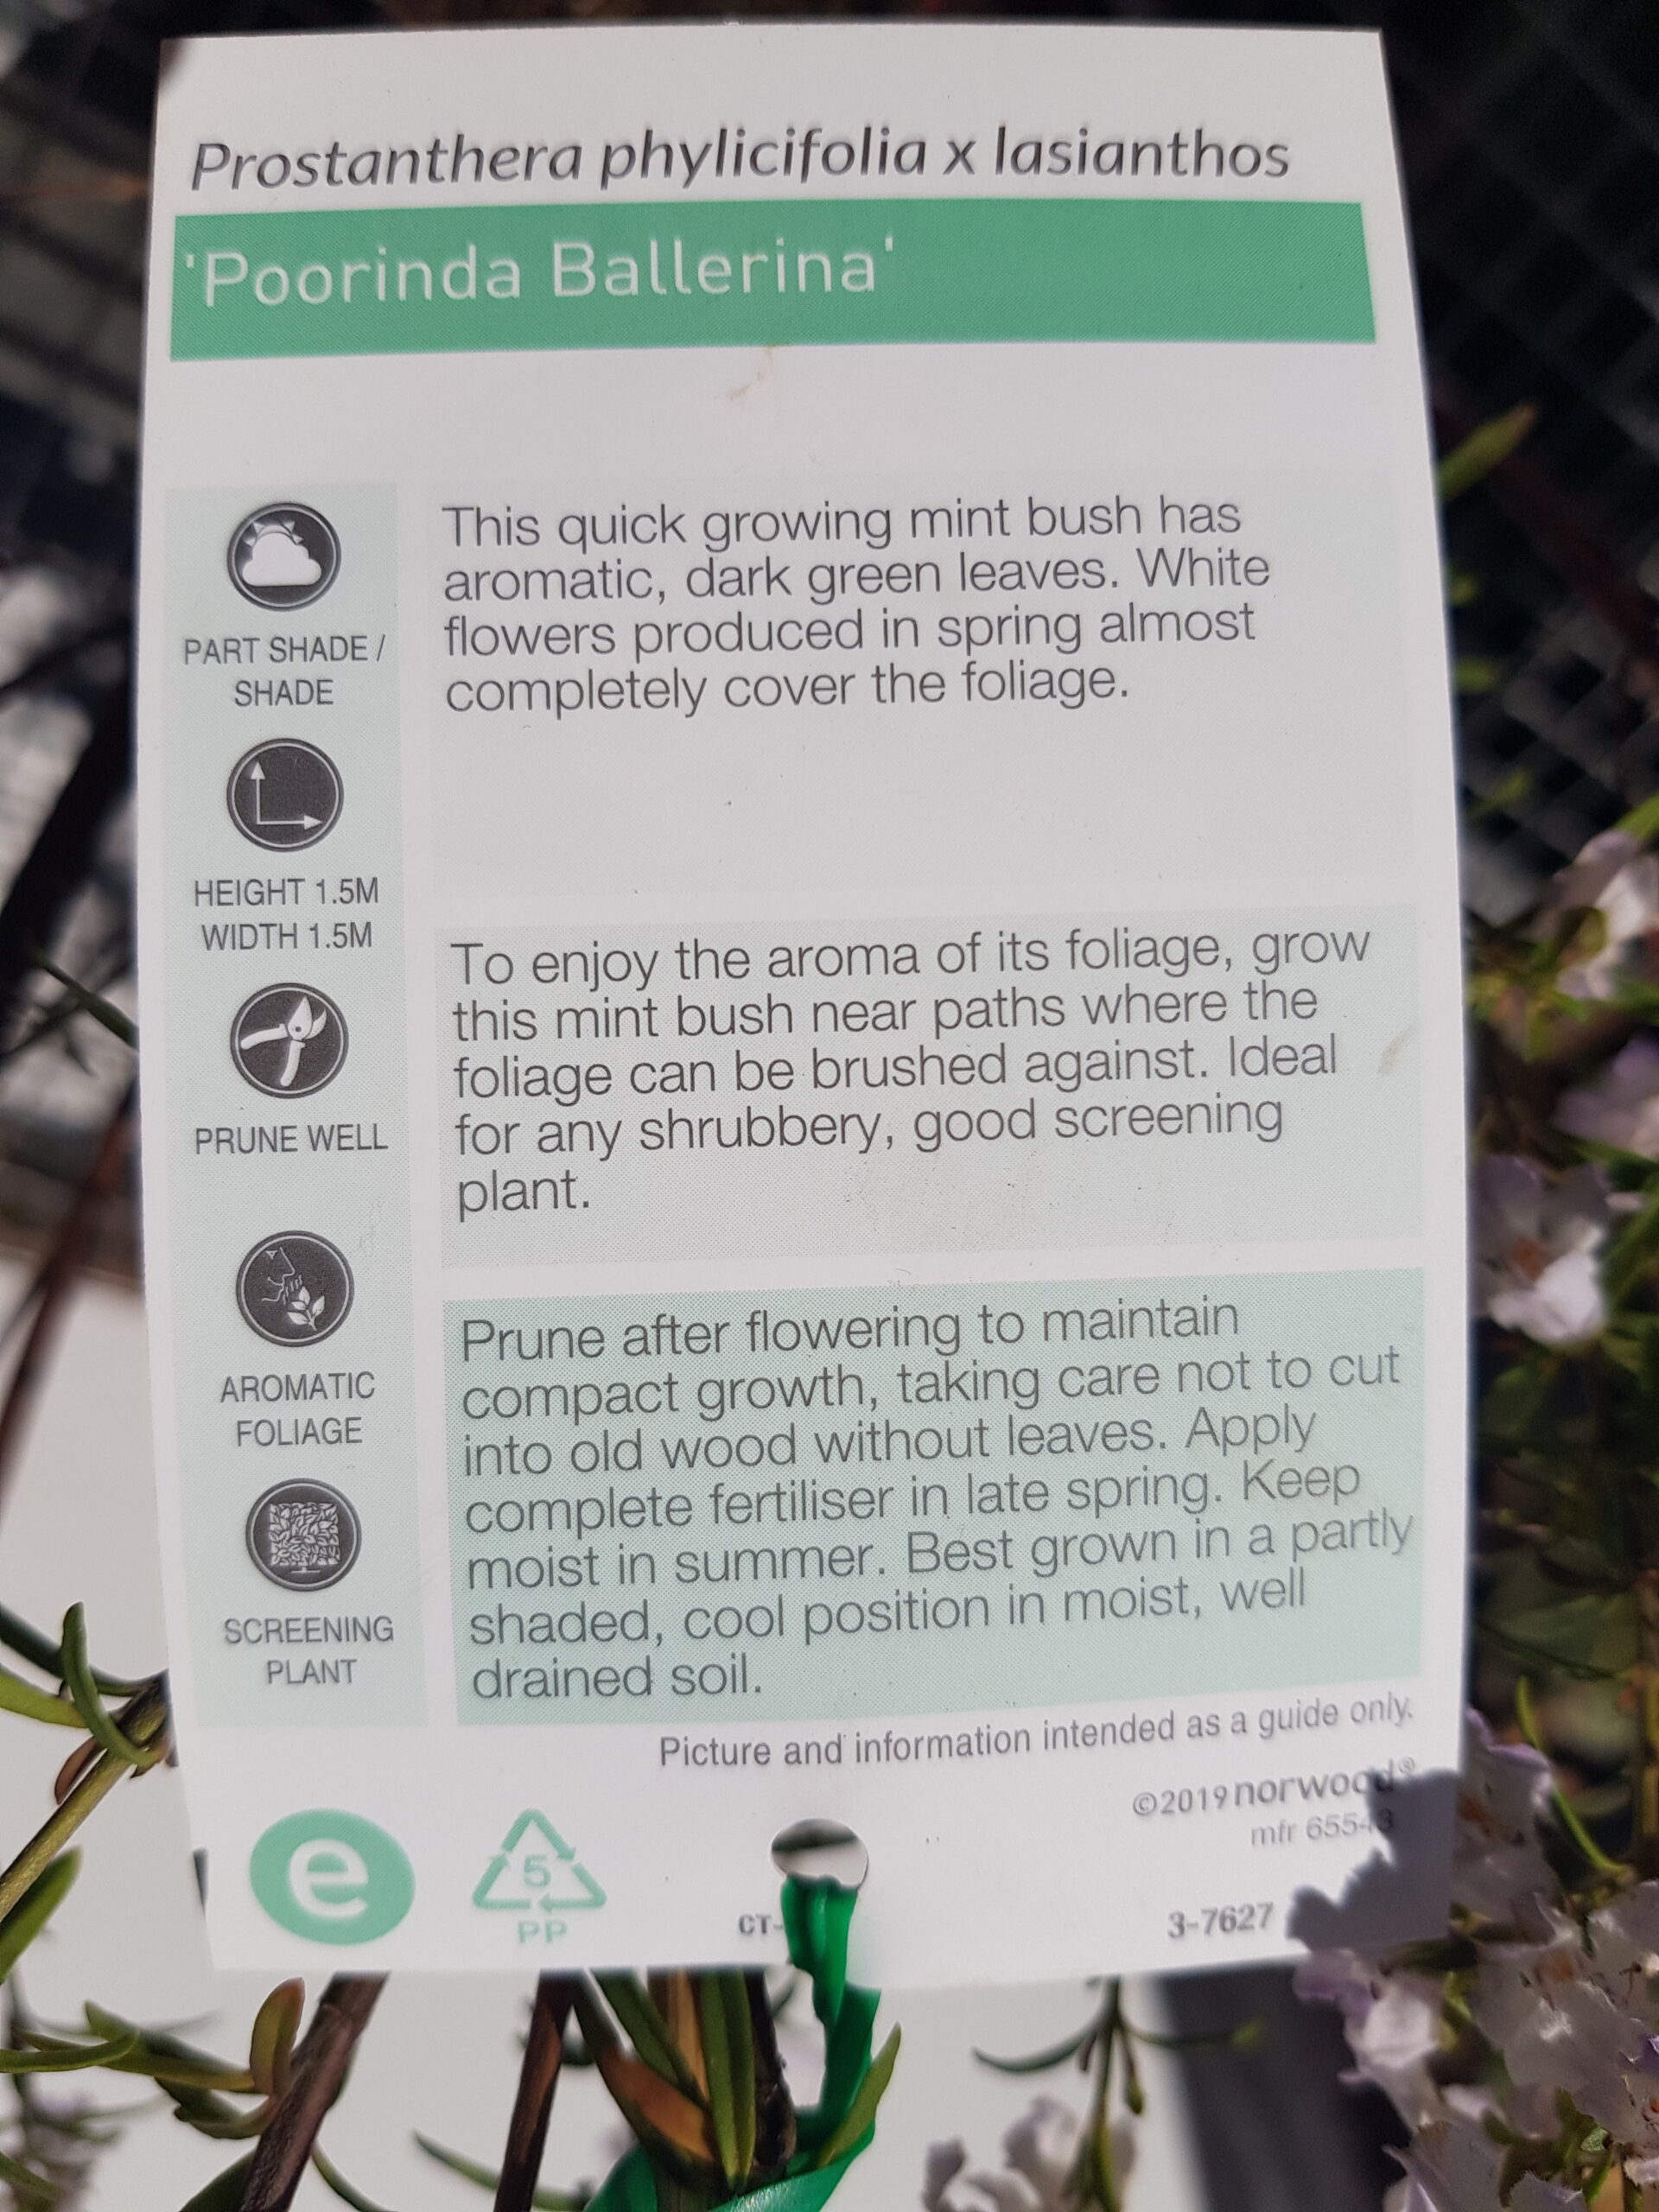 Prostanthera phylicifolia x lasianthos
'Poorinda Ballerina'
PART SHADE /
SHADE
HEIGHT 1.5M
WIDTH 1.5M
PRUNE WELL
AROMATIC
FOLIAGE
SCREENING
PLANT
This quick growing mint bush has
aromatic, dark green leaves. White
flowers produced in spring almost
completely cover the foliage.
To enjoy the aroma of its foliage, grow
this mint bush near paths where the
foliage can be brushed against. Ideal
for any shrubbery, good screening
plant.
Prune after flowering to maintain
compact growth, taking care not to cut
into old wood without leaves. Apply
complete fertiliser in late spring. Keep
moist in summer. Best grown in a partly
shaded, cool position in moist, well
drained soil.
Picture and information intended as a guide only.
©2019 norwood®
mfr 65543
e
5
PP
CT-
3-7627